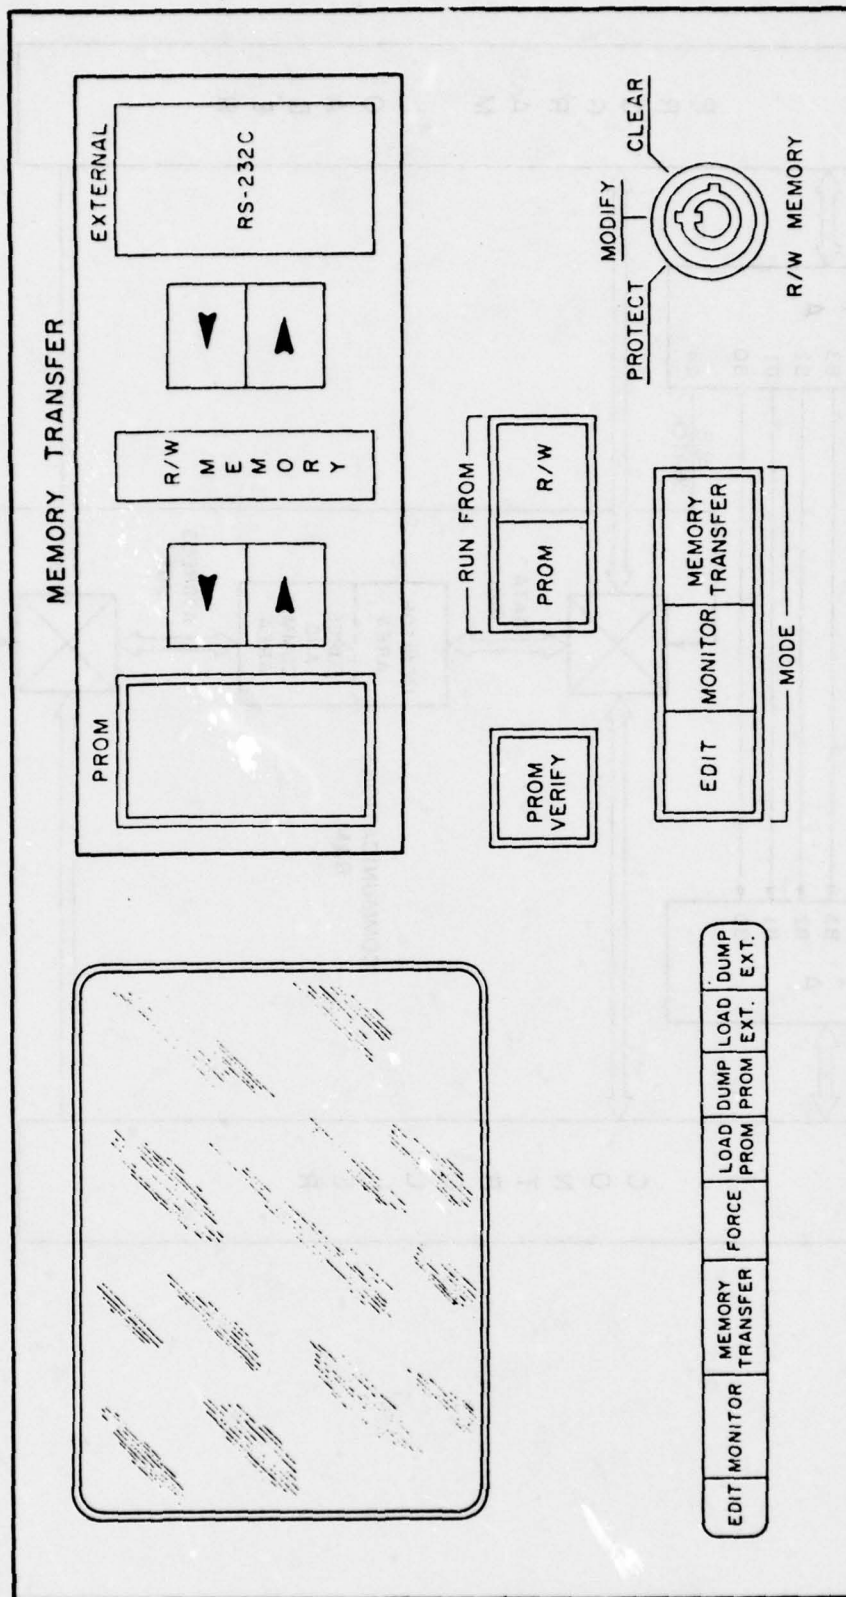 MEMORY TRANSFER
PROM
EXTERNAL
R/W
MEMORY
RS-232C
RUN FROM
PROM VERIFY
PROM
R/W
PROTECT
MODIFY
CLEAR
R/W MEMORY
EDIT
MONITOR
MEMORY TRANSFER
MODE
EDIT
MONITOR
MEMORY TRANSFER
FORCE
LOAD PROM
DUMP PROM
LOAD EXT.
DUMP EXT.